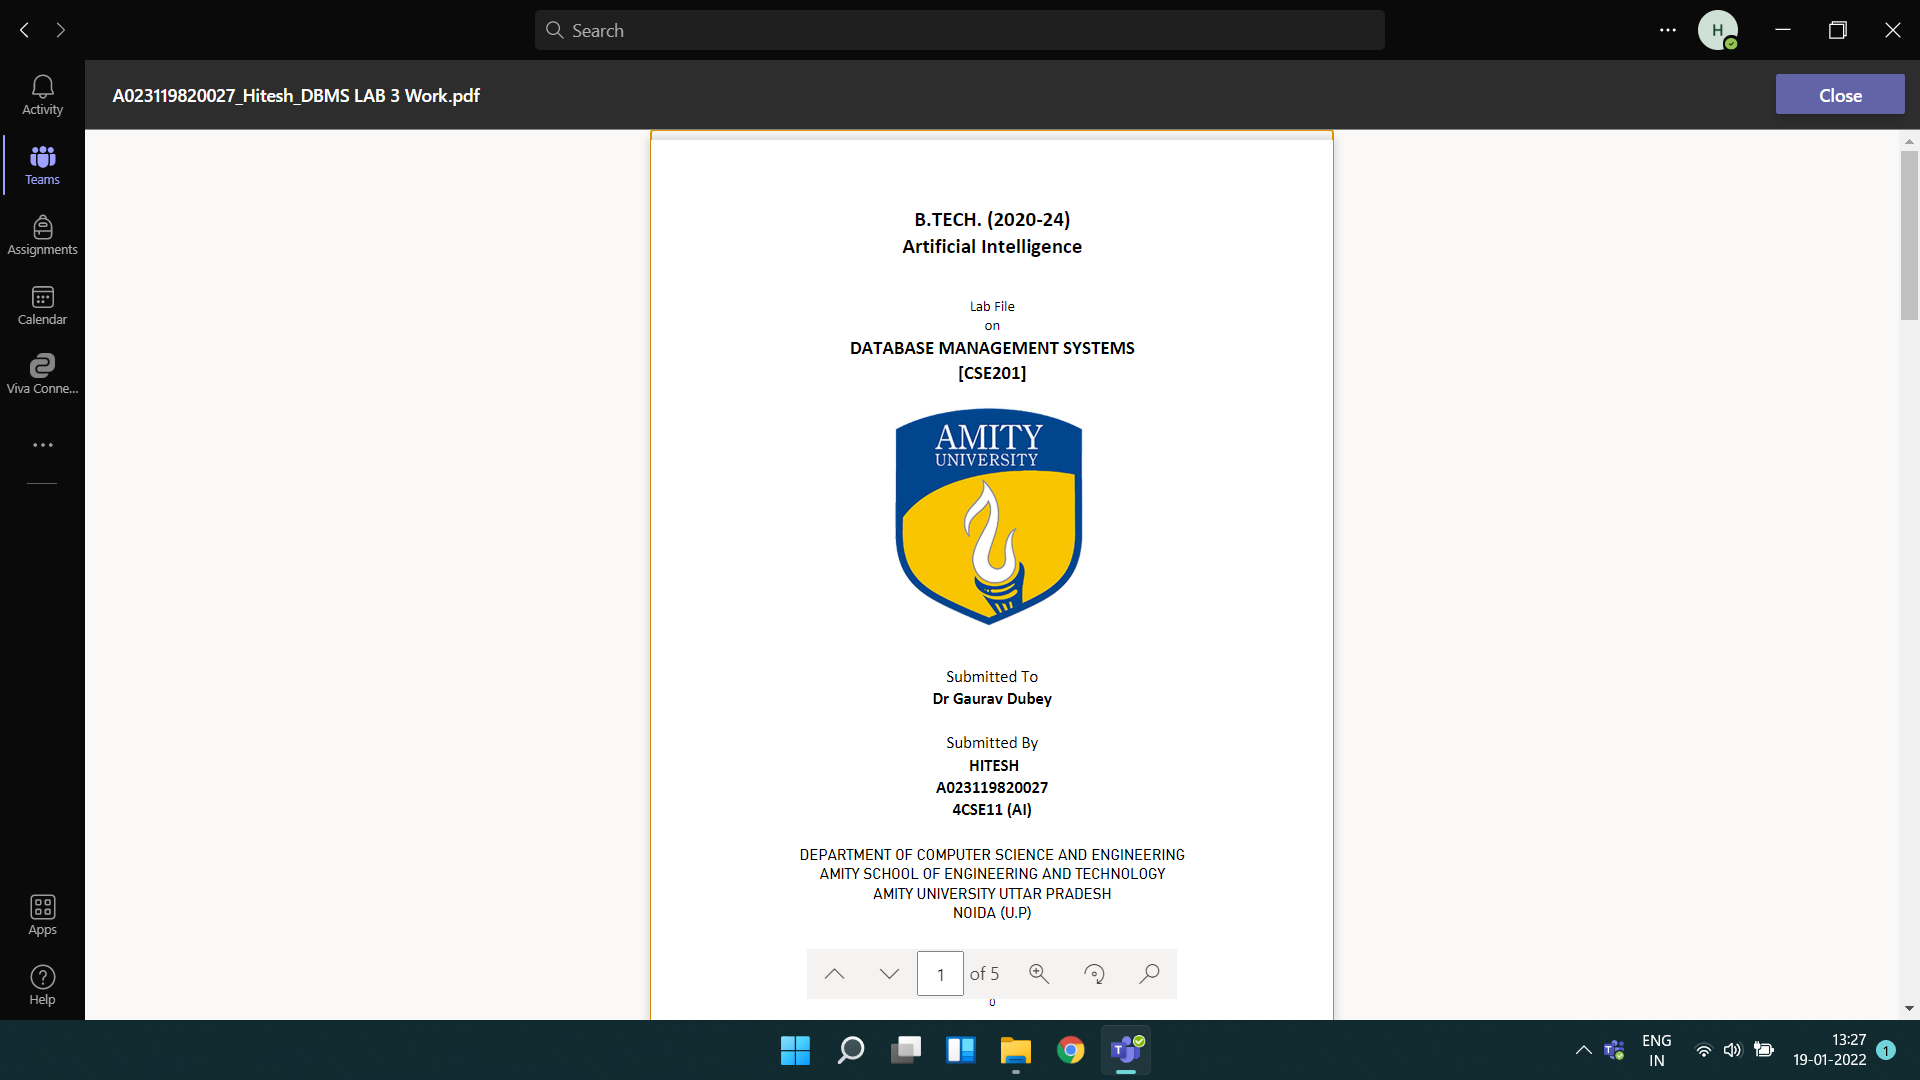 Search
H
A023119820027_Hitesh_DBMS LAB 3 Work.pdf
Close
Activity
Teams
Assignments
Calendar
Viva Conne...
Apps
Help
B.TECH. (2020-24)
Artificial Intelligence
Lab File
on
DATABASE MANAGEMENT SYSTEMS
[CSE201]
AMITY
UNIVERSITY
Submitted To
Dr Gaurav Dubey
Submitted By
HITESH
A023119820027
4CSE11 (AI)
DEPARTMENT OF COMPUTER SCIENCE AND ENGINEERING
AMITY SCHOOL OF ENGINEERING AND TECHNOLOGY
AMITY UNIVERSITY UTTAR PRADESH
NOIDA (U.P)
1 of 5
0
ENG
IN
13:27
19-01-2022
1